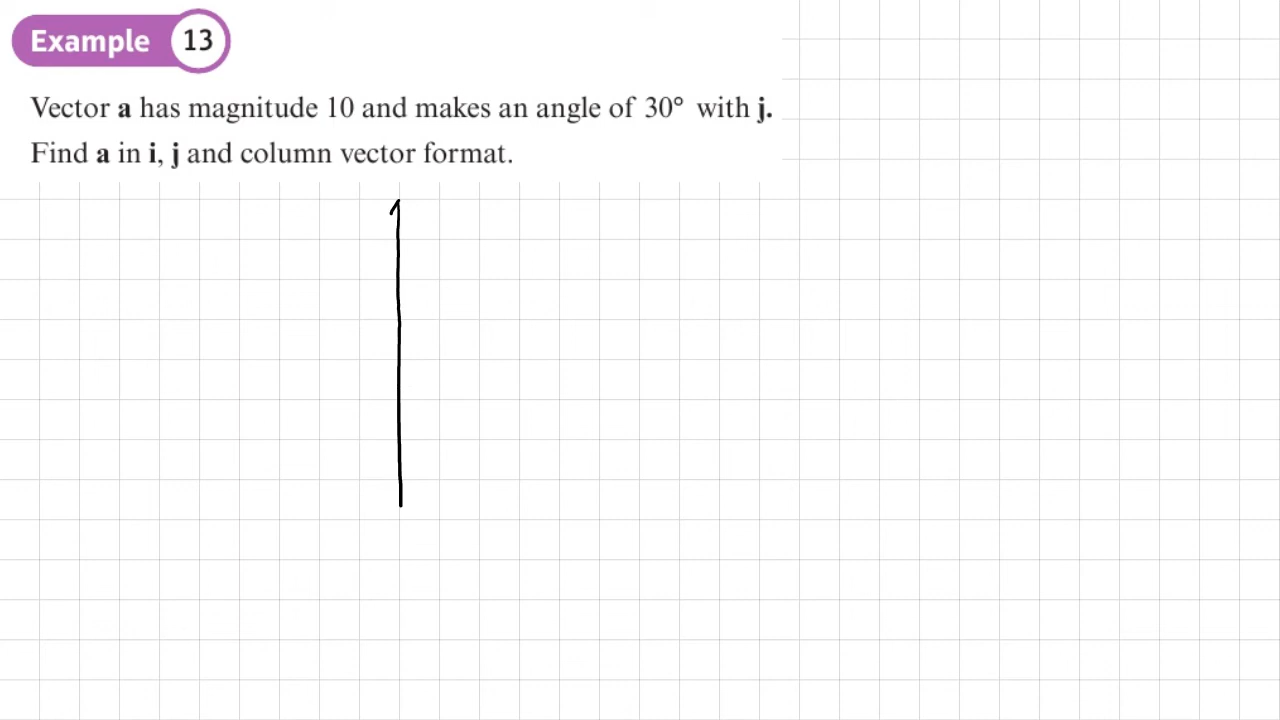 Example 13
Vector a has magnitude 10 and makes an angle of 30° with j.
Find a in i, j and column vector format.